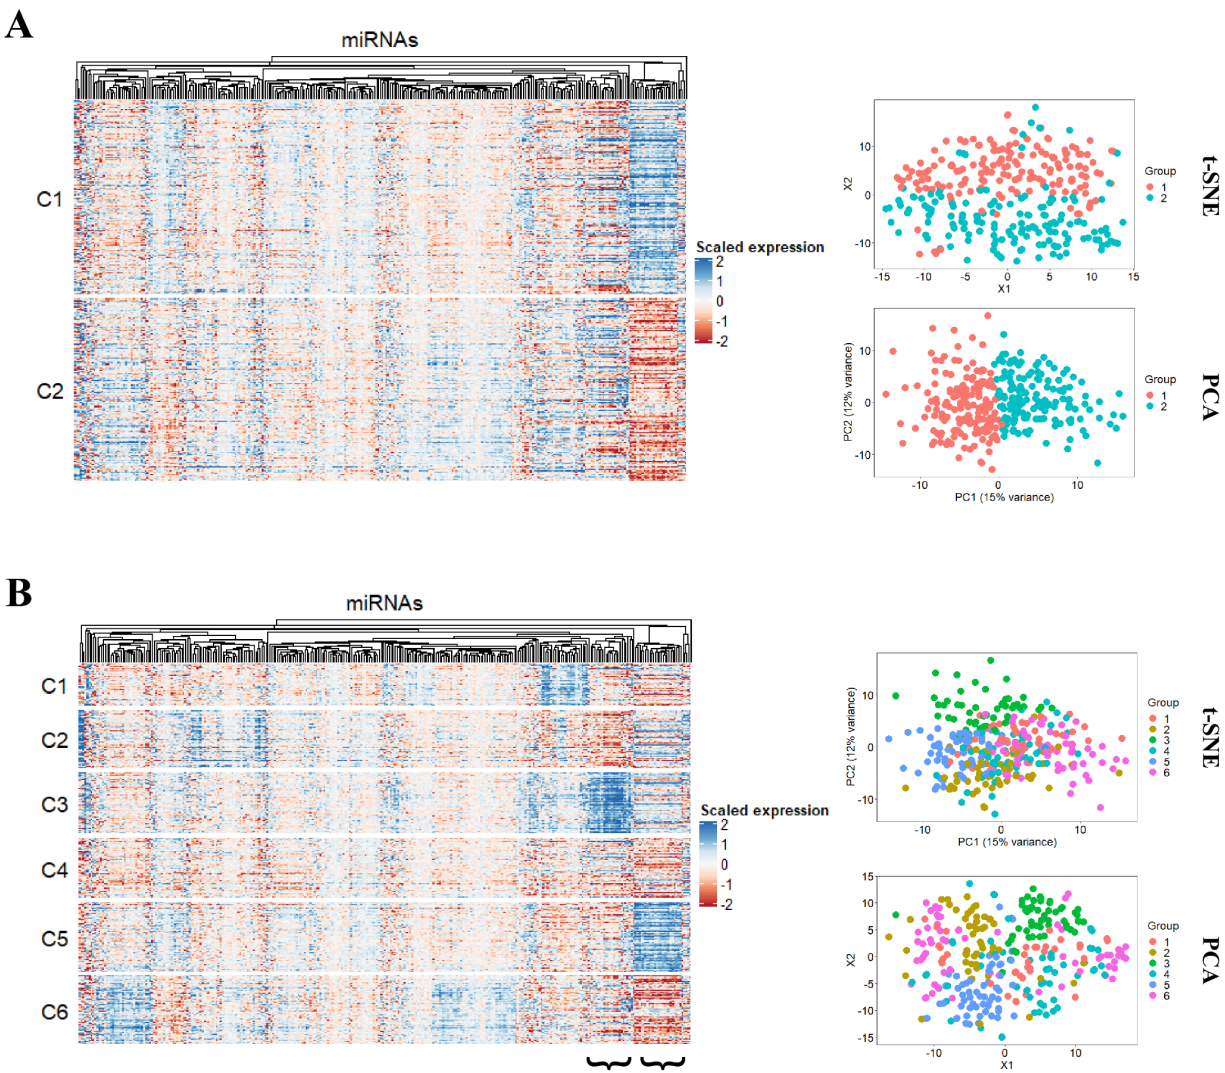 A
miRNAs
C1
C2
Scaled expression
2
1
0
-1
-2
X2
10
0
-10
-15
-10
-5
0
5
10
15
X1
Group
1
2
t-SNE
PC2 (12% variance)
10
0
-10
-10
0
10
PC1 (15% variance)
Group
1
2
PCA
B
miRNAs
C1
C2
C3
C4
C5
C6
Scaled expression
2
1
0
-1
-2
PC2 (12% variance)
10
0
-10
-10
0
10
PC1 (15% variance)
Group
1
2
3
4
5
6
t-SNE
X2
15
10
5
0
-5
-10
-15
-10
0
10
X1
Group
1
2
3
4
5
6
PCA